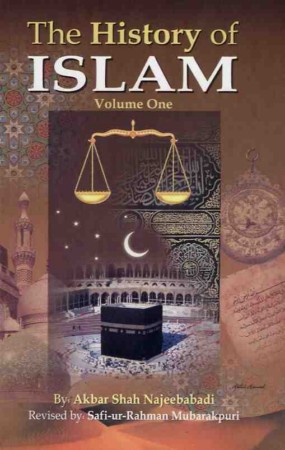 The History of
ISLAM
Volume One
By. Akbar Shah Najeebabadi
Revised by. Safi-ur-Rahman Mubarakpuri